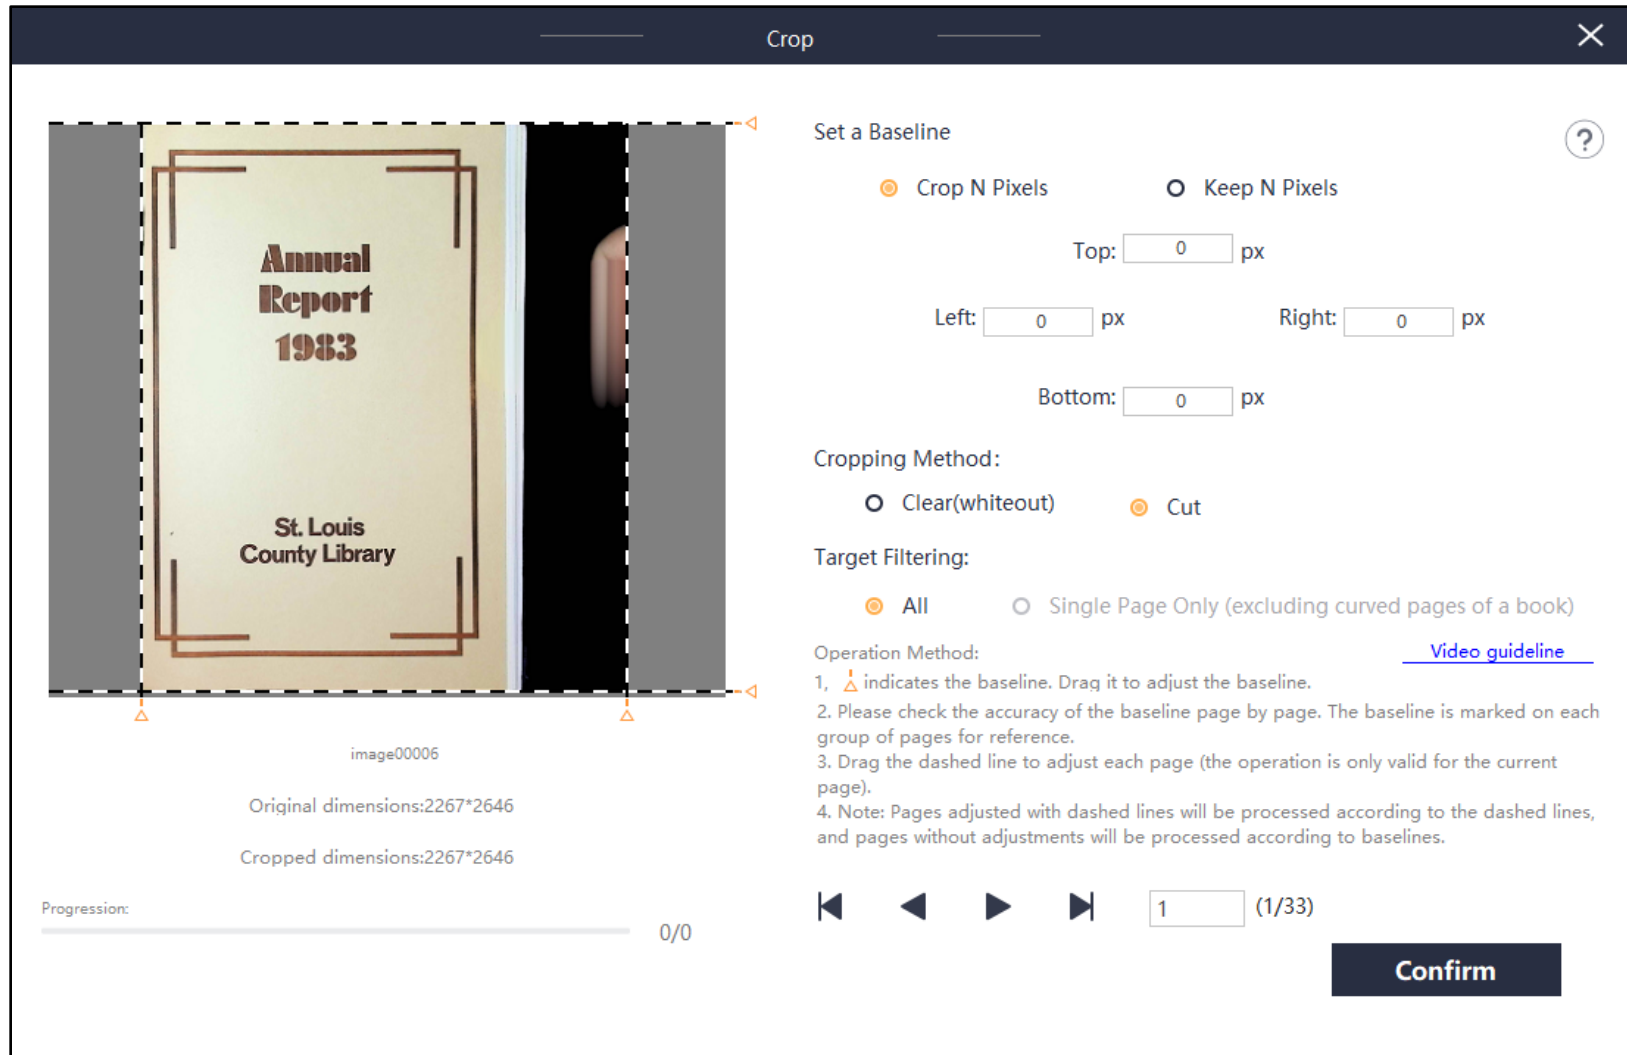 Crop
Annual
Report
1983
St. Louis
County Library
image00006
Original dimensions:2267*2646
Cropped dimensions:2267*2646
Progression:
0/0
Set a Baseline
?
Crop N Pixels
Keep N Pixels
Top: 0 px
Left: 0 px
Right: 0 px
Bottom: 0 px
Cropping Method:
Clear(whiteout)
Cut
Target Filtering:
All
Single Page Only (excluding curved pages of a book)
Operation Method:
Video guideline
1, indicates the baseline. Drag it to adjust the baseline.
2. Please check the accuracy of the baseline page by page. The baseline is marked on each
group of pages for reference.
3. Drag the dashed line to adjust each page (the operation is only valid for the current
page).
4. Note: Pages adjusted with dashed lines will be processed according to the dashed lines,
and pages without adjustments will be processed according to baselines.
1 (1/33)
Confirm